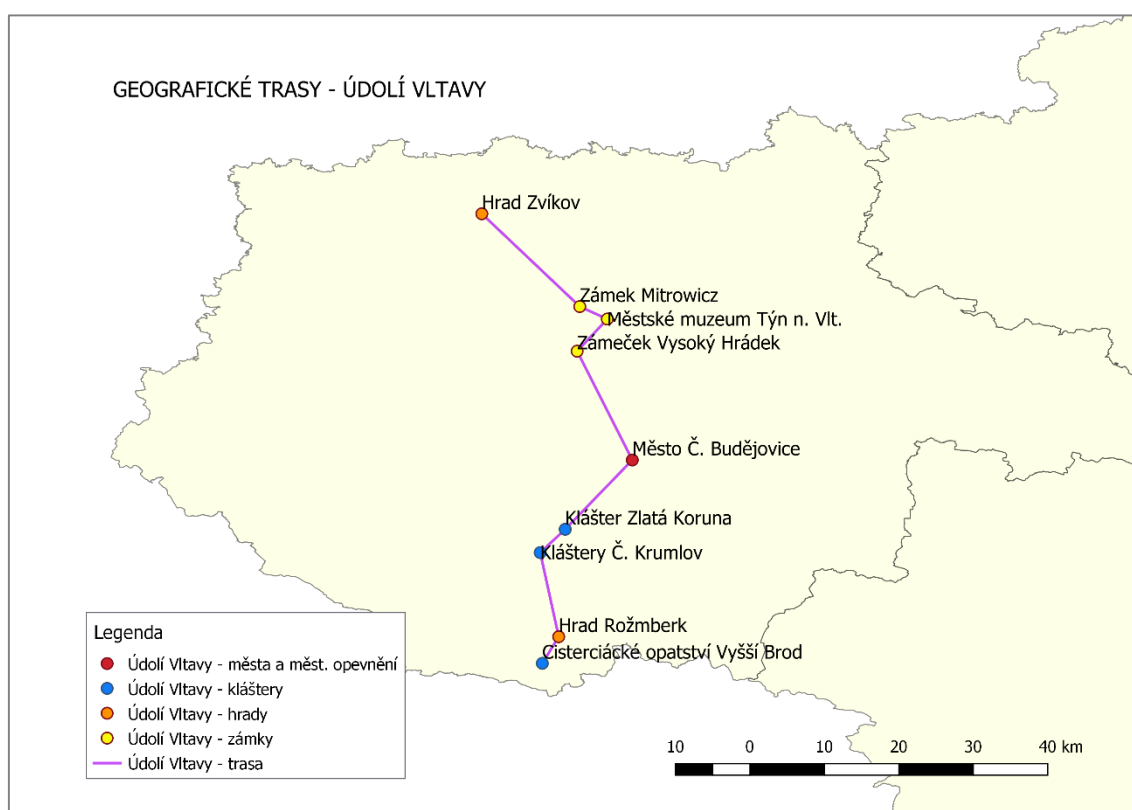 GEOGRAFICKÉ TRASY - ÚDOLÍ VLTAVY
Hrad Zvíkov
Zámek Mitrowicz
Městské muzeum Týn n. Vlt.
Zámeček Vysoký Hrádek
Město Č. Budějovice
Klášter Zlatá Koruna
Kláštery Č. Krumlov
Hrad Rožmberk
Cisterciácké opatství Vyšší Brod
Legenda
Údolí Vltavy - města a měst. opevnění
Údolí Vltavy - kláštery
Údolí Vltavy - hrady
Údolí Vltavy - zámky
Údolí Vltavy - trasa
10 0 10 20 30 40 km